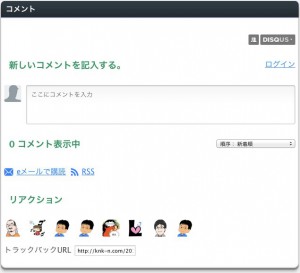 コメント
DISQUS
新しいコメントを記入する。
ログイン
ここにコメントを入力
0 コメント表示中
順序： 新着順
eメールで購読 RSS
リアクション
トラックバックURL http://knk-n.com/20